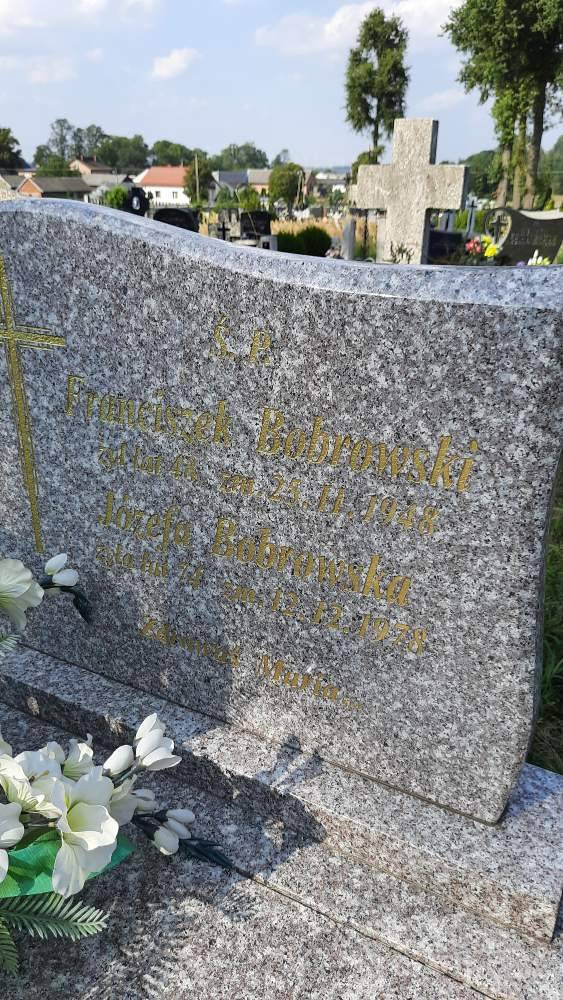 Ś. P.
Franciszek Bobrowski
żył lat 48 zm. 25.11.1948
Józefa Bobrowska
żyła lat 74 zm. 12.12.1978
Zdrowaś Maria...